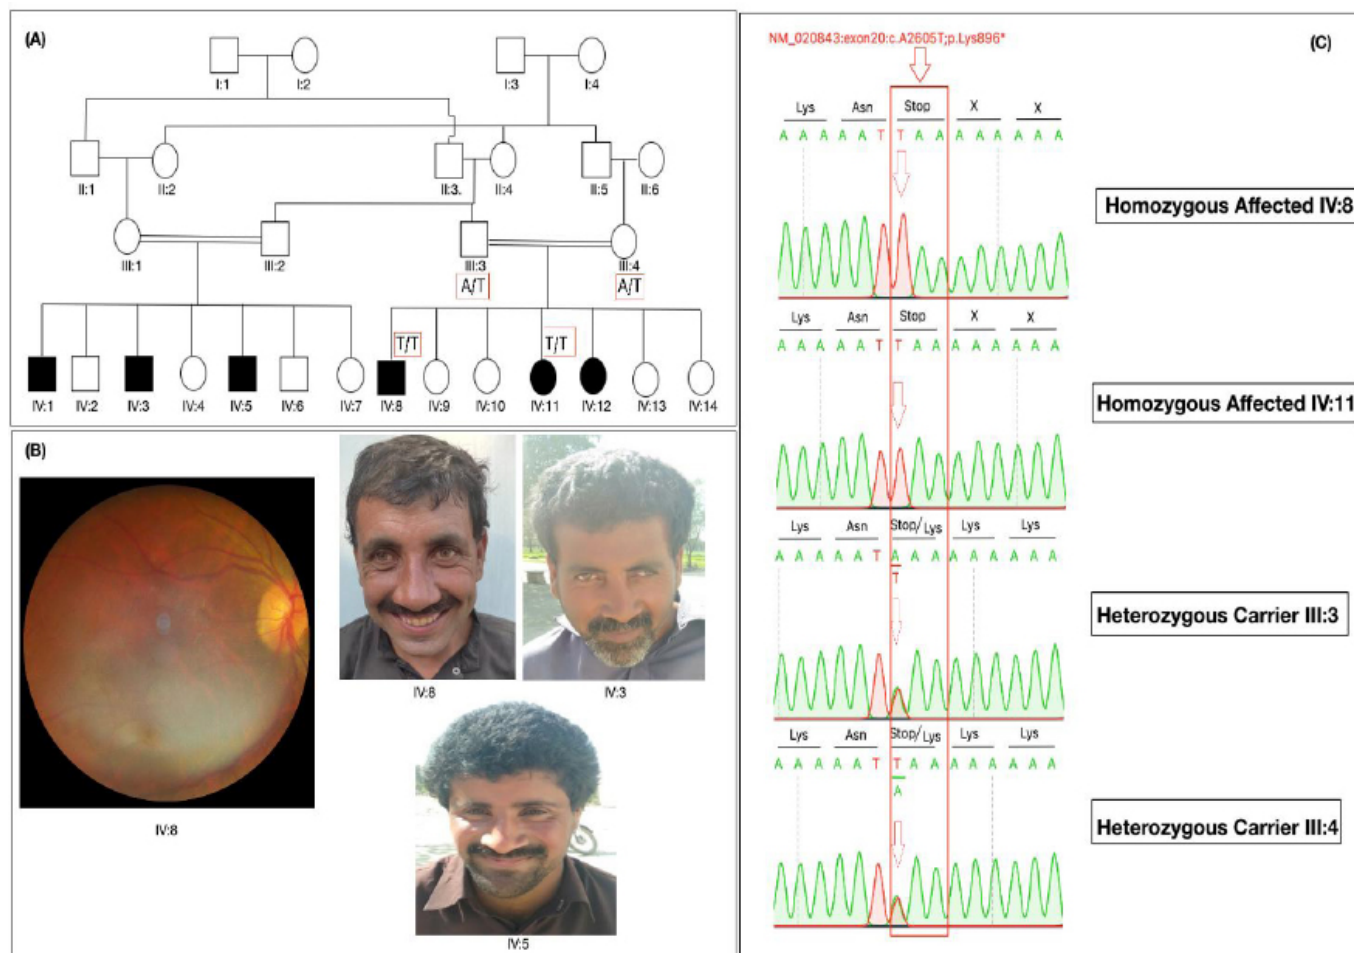 (A)
I:1
I:2
I:3
I:4
II:1
II:2
II:3.
II:4
II:5
II:6
III:1
III:2
III:3
III:4
A/T
A/T
T/T
T/T
IV:1
IV:2
IV:3
IV:4
IV:5
IV:6
IV:7
IV:8
IV:9
IV:10
IV:11
IV:12
IV:13
IV:14
(B)
IV:8
IV:8
IV:3
IV:5
(C)
NM_020843:exon20:c.A2605T;p.Lys896*
Lys Asn Stop X X
A A A A A T T A A A A A A A A
Homozygous Affected IV:8
Lys Asn Stop X X
A A A A A T T A A A A A A A A
Homozygous Affected IV:11
Lys Asn Stop/Lys Lys Lys
A A A A A T A A A A A A A A A
T
Heterozygous Carrier III:3
Lys Asn Stop/Lys Lys Lys
A A A A A T T A A A A A A A A
A
Heterozygous Carrier III:4